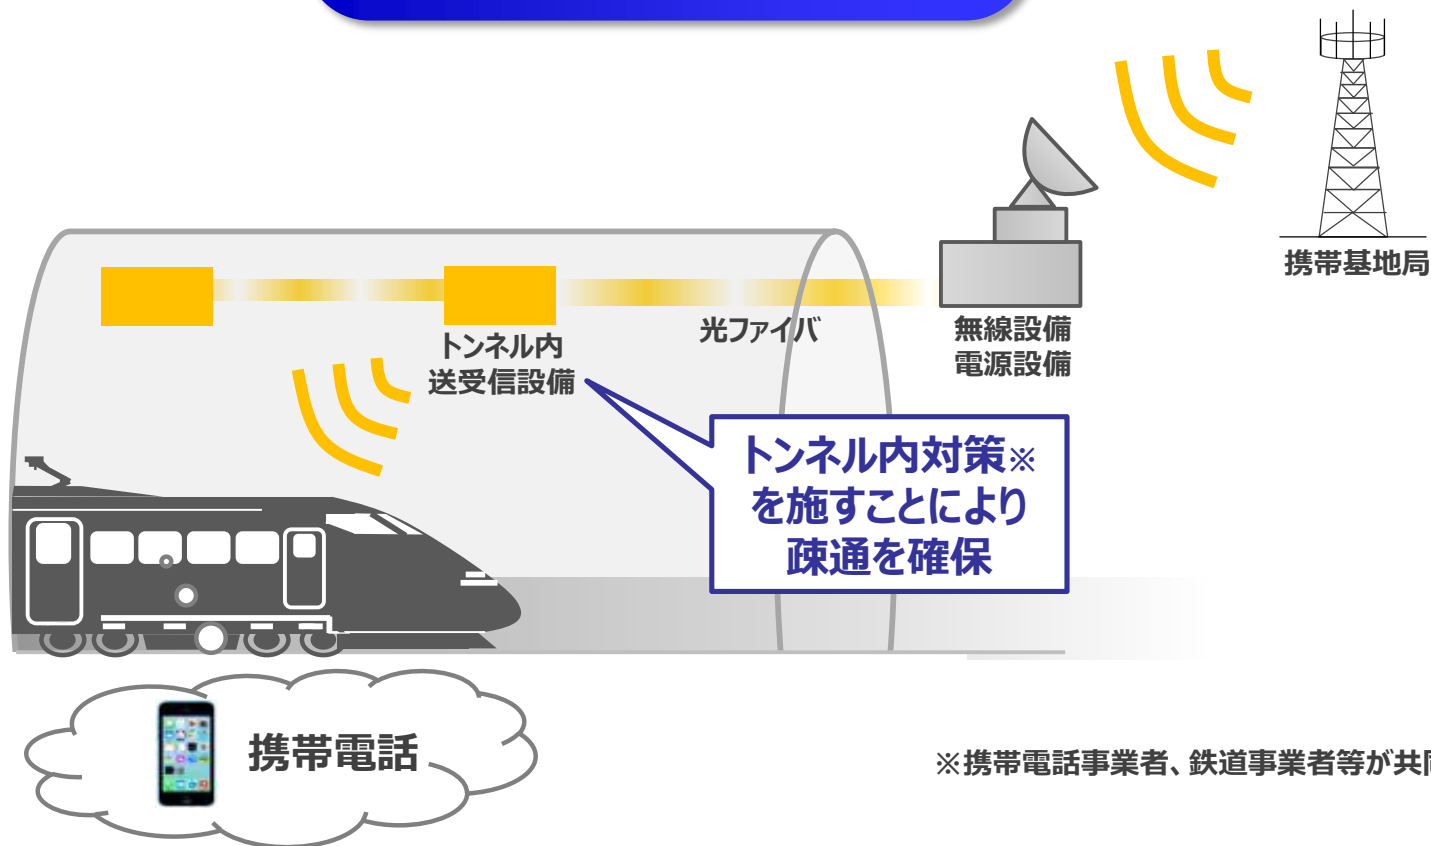 携帯基地局
光ファイバ
無線設備
電源設備
トンネル内
送受信設備
トンネル内対策※
を施すことにより
疎通を確保
携帯電話
※携帯電話事業者、鉄道事業者等が共